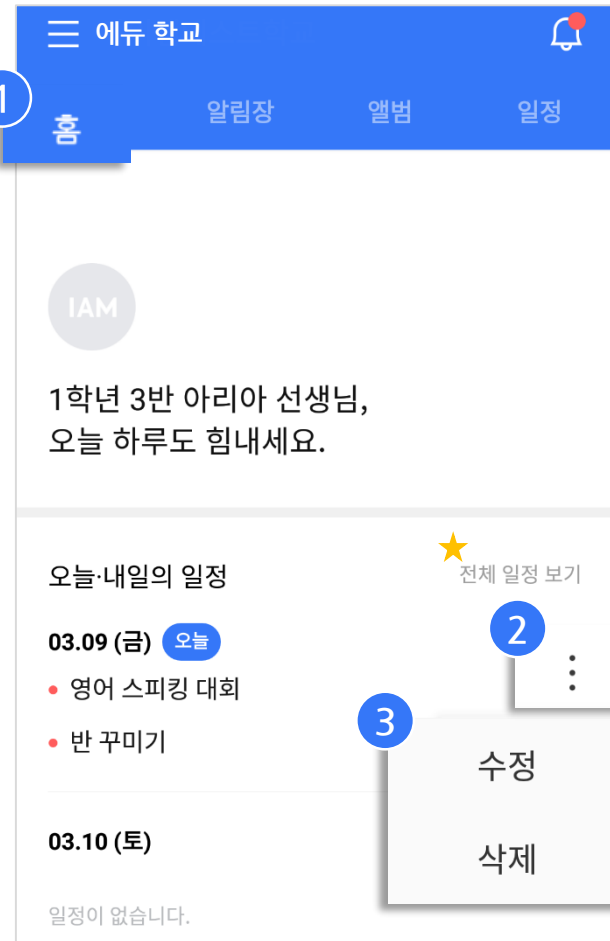 에듀 학교
1
홈 알림장 앨범 일정
IAM
1학년 3반 아리아 선생님,
오늘 하루도 힘내세요.
오늘·내일의 일정 전체 일정 보기
03.09 (금) 오늘
2
영어 스피킹 대회
3
반 꾸미기
수정
03.10 (토)
삭제
일정이 없습니다.